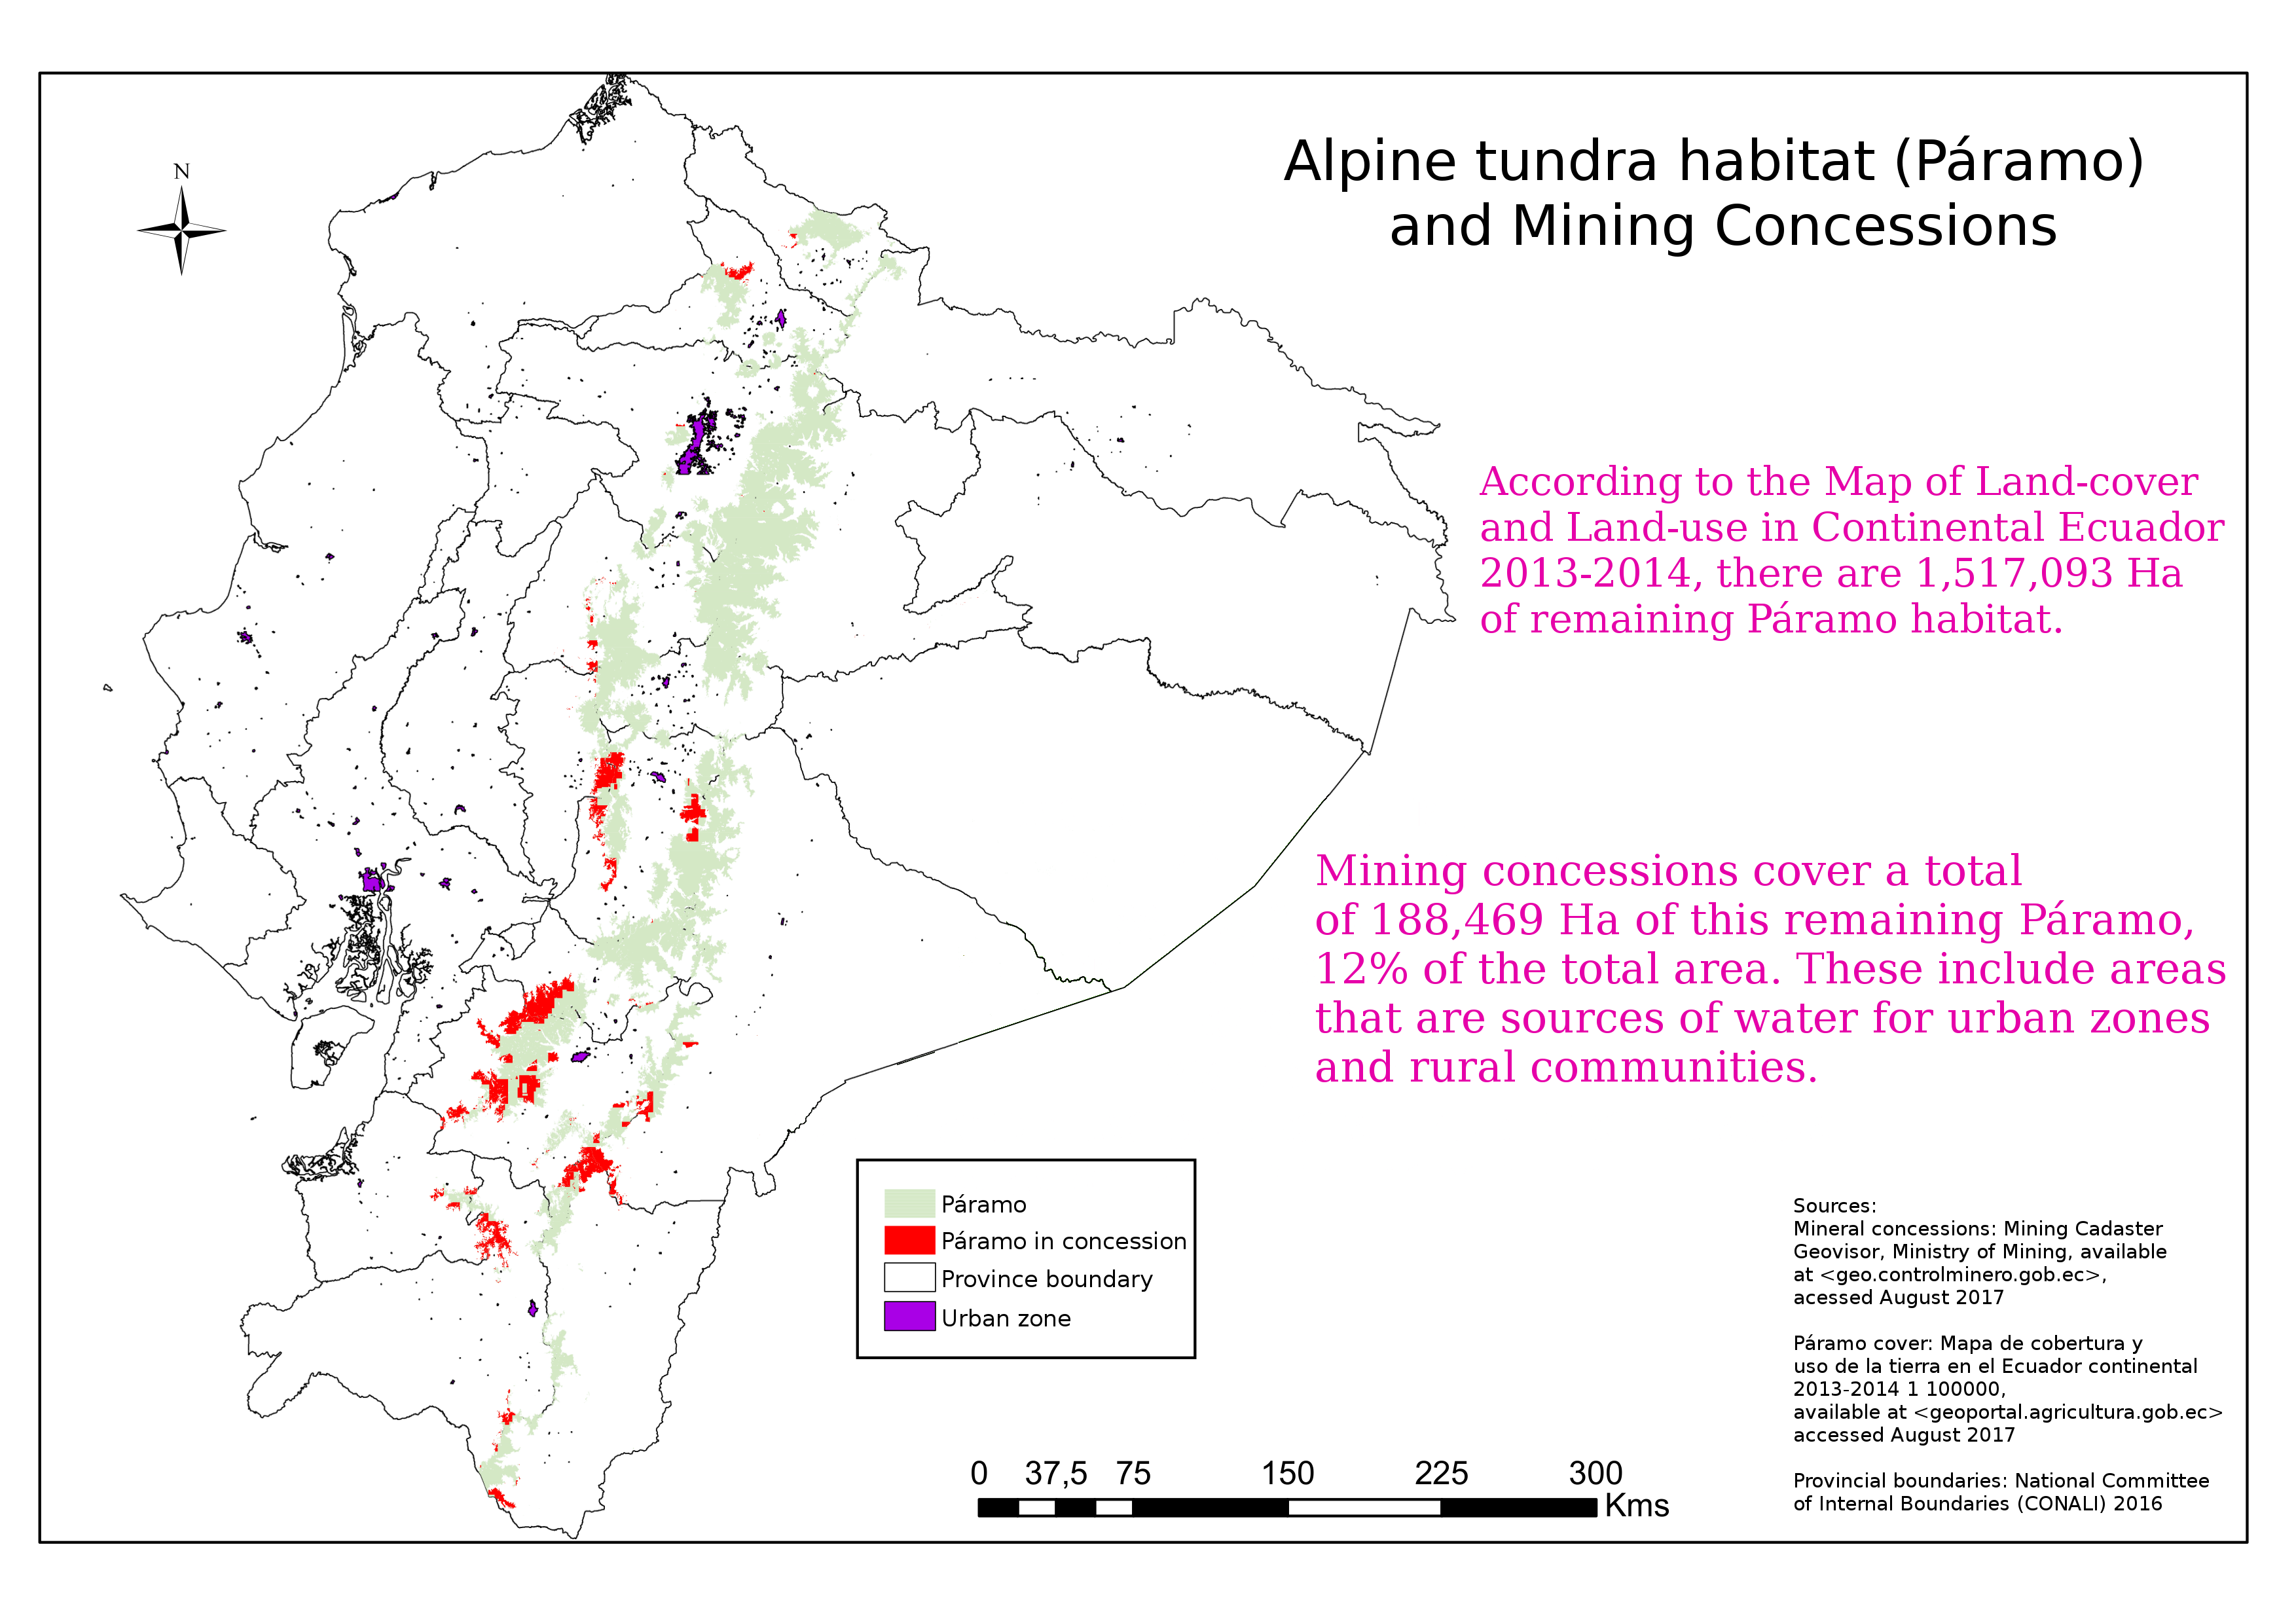 N
Alpine tundra habitat (Páramo)
and Mining Concessions
According to the Map of Land-cover
and Land-use in Continental Ecuador
2013-2014, there are 1,517,093 Ha
of remaining Páramo habitat.
Mining concessions cover a total
of 188,469 Ha of this remaining Páramo,
12% of the total area. These include areas
that are sources of water for urban zones
and rural communities.
Páramo
Páramo in concession
Province boundary
Urban zone
0 37,5 75 150 225 300
Kms
Sources:
Mineral concessions: Mining Cadaster
Geovisor, Ministry of Mining, available
at <geo.controlminero.gob.ec>,
acessed August 2017
Páramo cover: Mapa de cobertura y
uso de la tierra en el Ecuador continental
2013-2014 1 100000,
available at <geoportal.agricultura.gob.ec>
accessed August 2017
Provincial boundaries: National Committee
of Internal Boundaries (CONALI) 2016